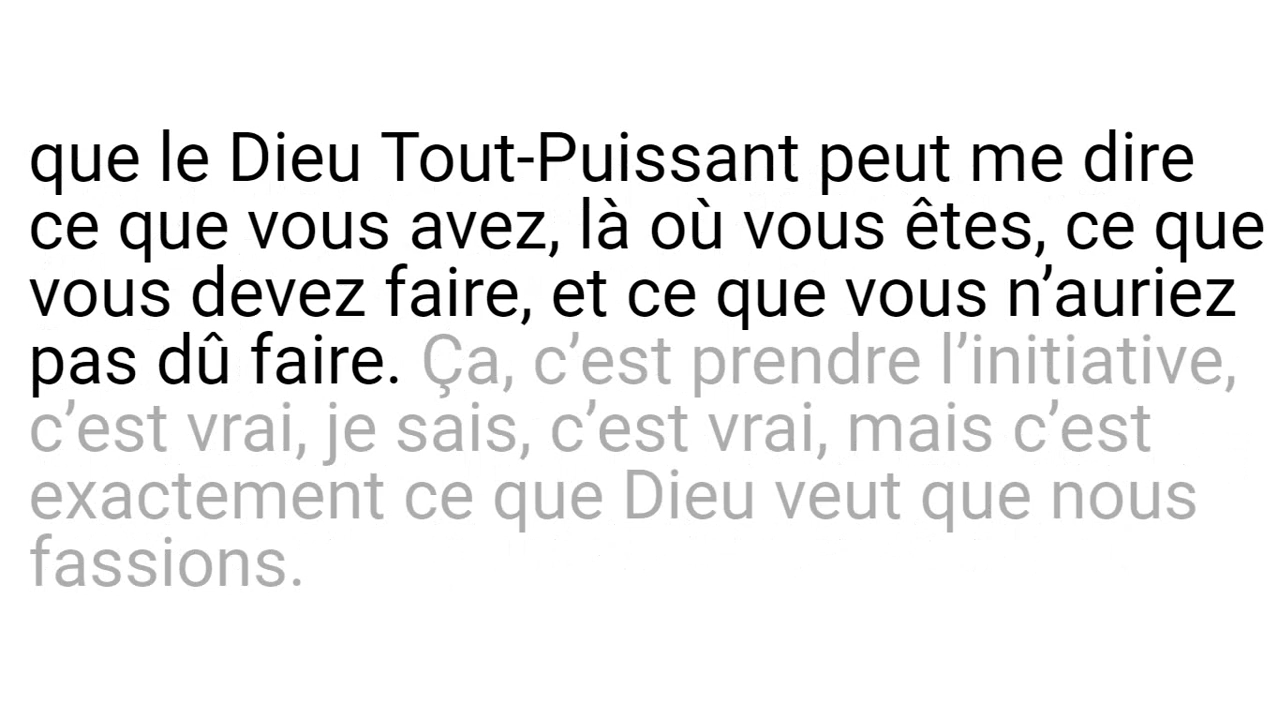 que le Dieu Tout-Puissant peut me dire
ce que vous avez, là où vous êtes, ce que
vous devez faire, et ce que vous n’auriez
pas dû faire. Ça, c’est prendre l’initiative,
c’est vrai, je sais, c’est vrai, mais c’est
exactement ce que Dieu veut que nous
fassions.